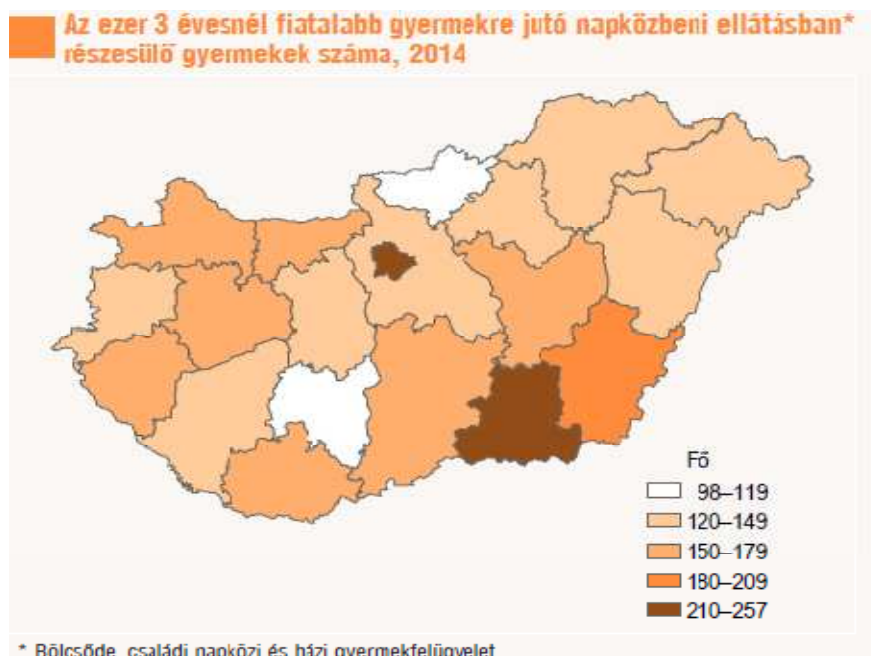 Az ezer 3 évesnél fiatalabb gyermekre jutó napközbeni ellátásban*
részesülő gyermekek száma, 2014
Fő
98–119
120–149
150–179
180–209
210–257
* Bölcsőde, családi napközi és házi gyermekfelügyelet